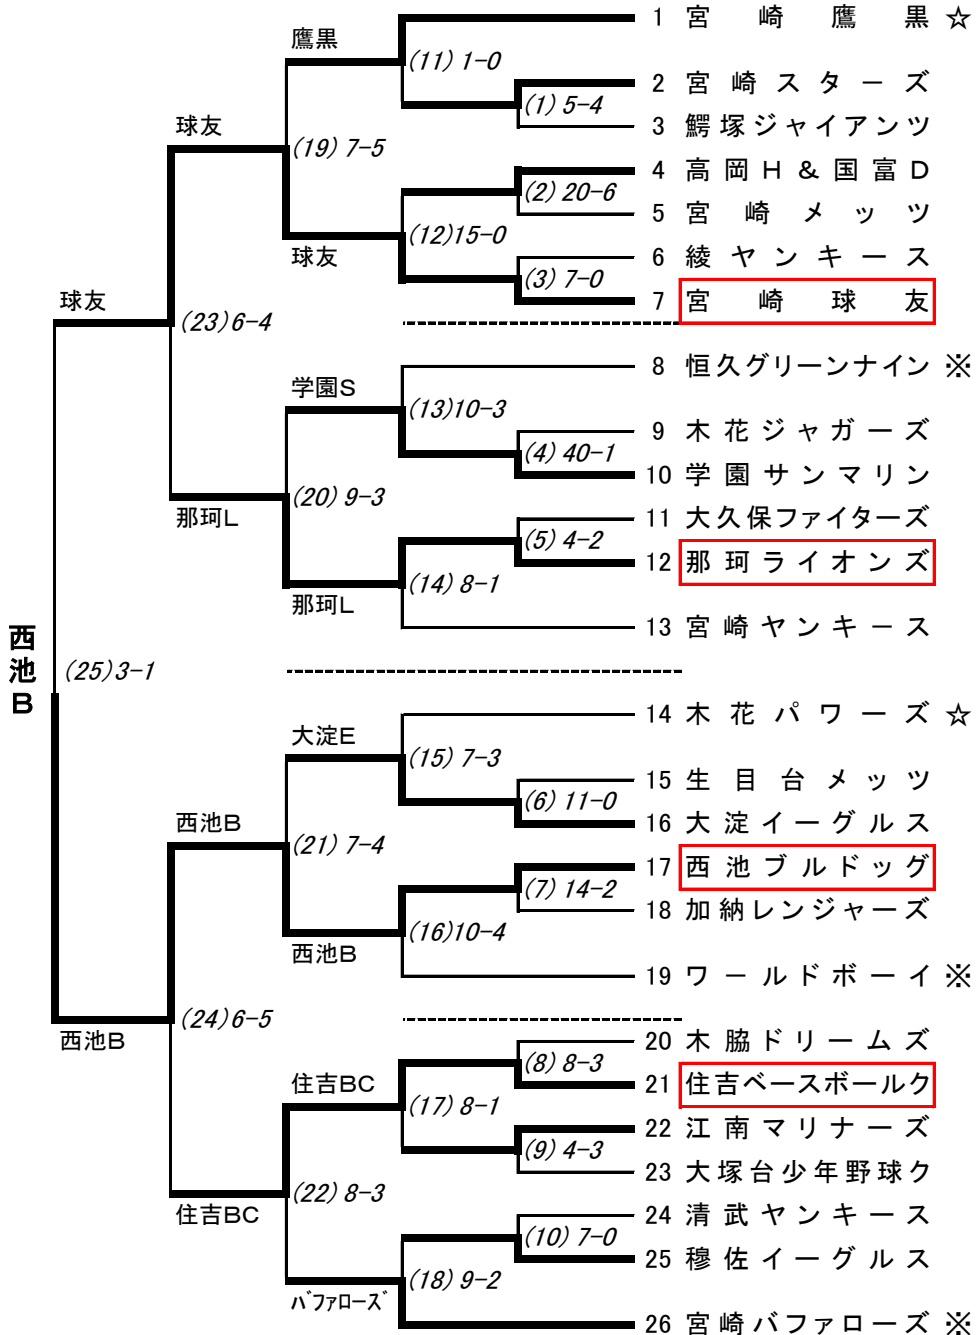 1 宮崎鷹黒 ☆
鷹黒
(11) 1-0
2 宮崎スターズ
(1) 5-4
球友
3 鰐塚ジャイアンツ
(19) 7-5
4 高岡H&国富D
(2) 20-6
5 宮崎メッツ
(12)15-0
球友
6 綾ヤンキース
(3) 7-0
球友
7 宮崎球友
(23)6-4
8 恒久グリーンナイン ※
学園S
(13)10-3
9 木花ジャガーズ
(4) 40-1
10 学園サンマリン
(20) 9-3
那珂L
11 大久保ファイターズ
(5) 4-2
12 那珂ライオンズ
(14) 8-1
那珂L
13 宮崎ヤンキース
西池B
(25)3-1
14 木花パワーズ ☆
大淀E
(15) 7-3
15 生目台メッツ
(6) 11-0
西池B
16 大淀イーグルス
(21) 7-4
17 西池ブルドッグ
(7) 14-2
18 加納レンジャーズ
(16)10-4
西池B
19 ワールドボーイ ※
(24)6-5
西池B
20 木脇ドリームズ
(8) 8-3
住吉BC
21 住吉ベースボールク
(17) 8-1
22 江南マリナーズ
(9) 4-3
23 大塚台少年野球ク
(22) 8-3
住吉BC
24 清武ヤンキース
(10) 7-0
25 穆佐イーグルス
(18) 9-2
バファローズ
26 宮崎バファローズ ※